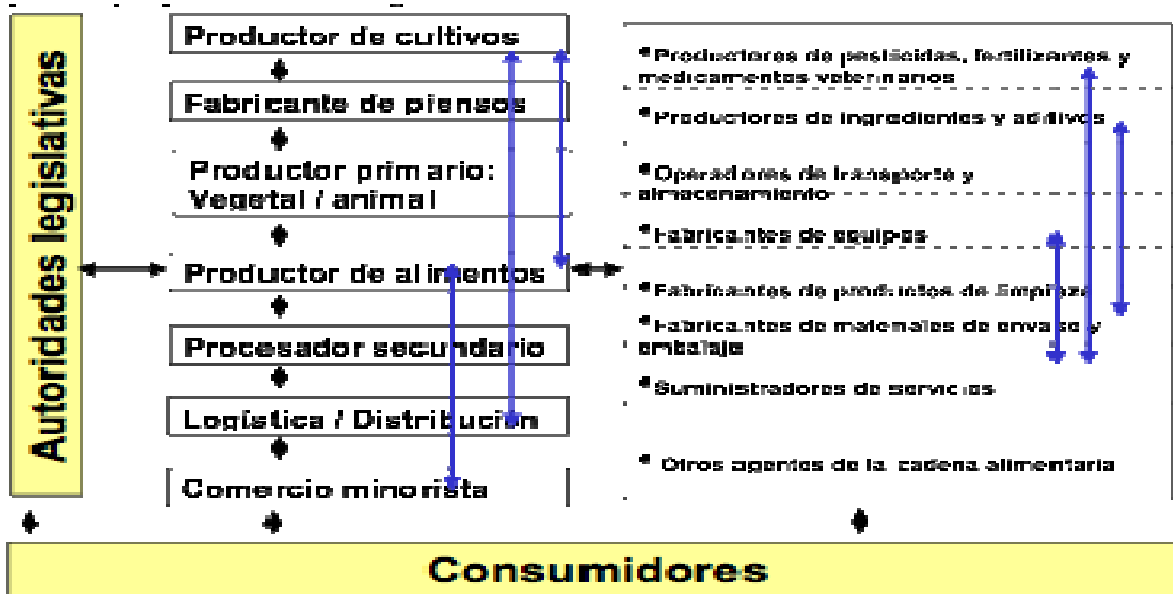 Autoridades legislativas
Productor de cultivos
Fabricante de piensos
Productor primario:
Vegetal / animal
Productor de alimentos
Procesador secundario
Logística / Distribución
Comercio minorista
•Productores de pesticidas, fertilizantes y
medicamentos veterinarios
•Productores de ingredientes y aditivos
•Operadores de transporte y
almacenamiento
•Fabricantes de equipos
•Fabricantes de productos de limpieza
•Fabricantes de materiales de envase y
embalaje
•Suministradores de servicios
• Otros agentes de la cadena alimentaria
Consumidores